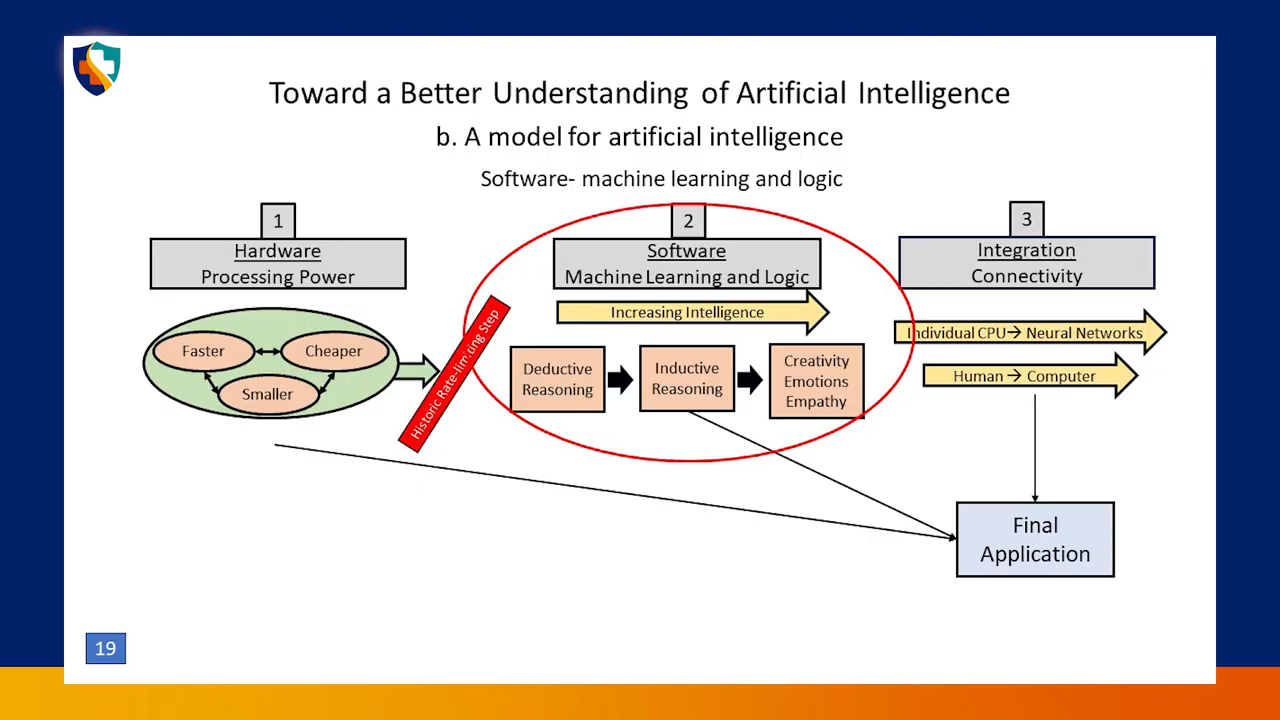 Toward a Better Understanding of Artificial Intelligence
b. A model for artificial intelligence
Software- machine learning and logic
1
Hardware
Processing Power
Faster
Cheaper
Smaller
Historic Rate-limiting Step
2
Software
Machine Learning and Logic
Increasing Intelligence
Deductive
Reasoning
Inductive
Reasoning
Creativity
Emotions
Empathy
3
Integration
Connectivity
Individual CPU→ Neural Networks
Human → Computer
Final
Application
19